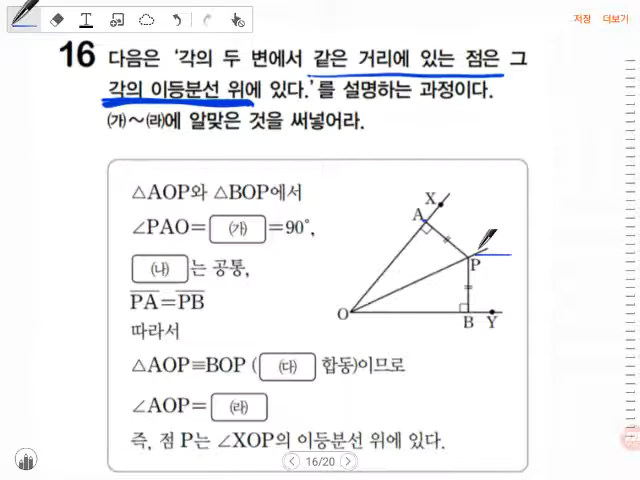 저장 더보기
16 다음은 ‘각의 두 변에서 같은 거리에 있는 점은 그
각의 이등분선 위에 있다.’를 설명하는 과정이다.
㈎~㈑에 알맞은 것을 써넣어라.
△AOP와 △BOP에서
∠PAO= ㈎ =90°,
㈏ 는 공통,
PA=PB
따라서
△AOP≡BOP ( ㈐ 합동)이므로
∠AOP= ㈑
즉, 점 P는 ∠XOP의 이등분선 위에 있다.
X
A
P
O
B Y
16/20